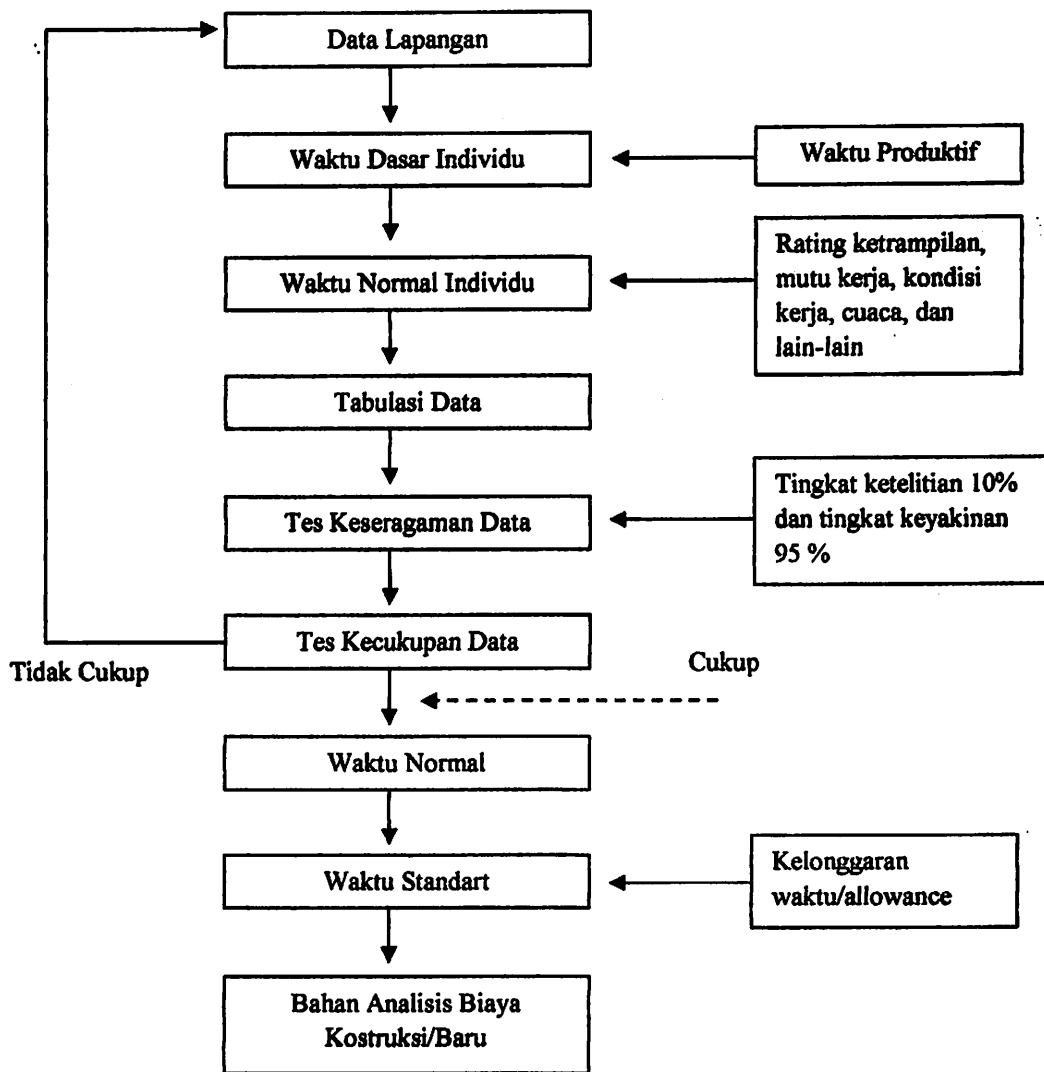 Data Lapangan
Waktu Dasar Individu
Waktu Produktif
Waktu Normal Individu
Rating ketrampilan,
mutu kerja, kondisi
kerja, cuaca, dan
lain-lain
Tabulasi Data
Tes Keseragaman Data
Tingkat ketelitian 10%
dan tingkat keyakinan
95 %
Tes Kecukupan Data
Tidak Cukup
Cukup
Waktu Normal
Waktu Standart
Kelonggaran
waktu/allowance
Bahan Analisis Biaya
Kostruksi/Baru